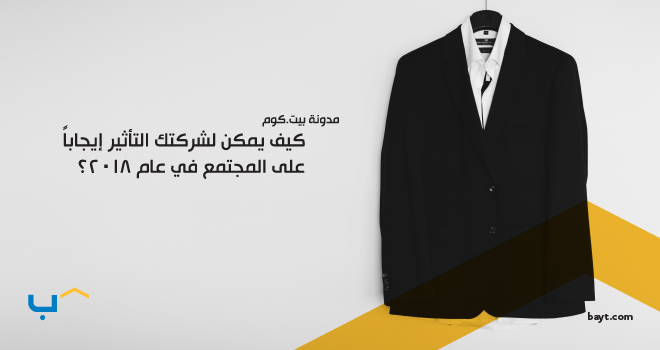 مدونة بيت.كوم
كيف يمكن لشركتك التأثير إيجاباً
على المجتمع في عام ٢٠١٨؟
ب
bayt.com